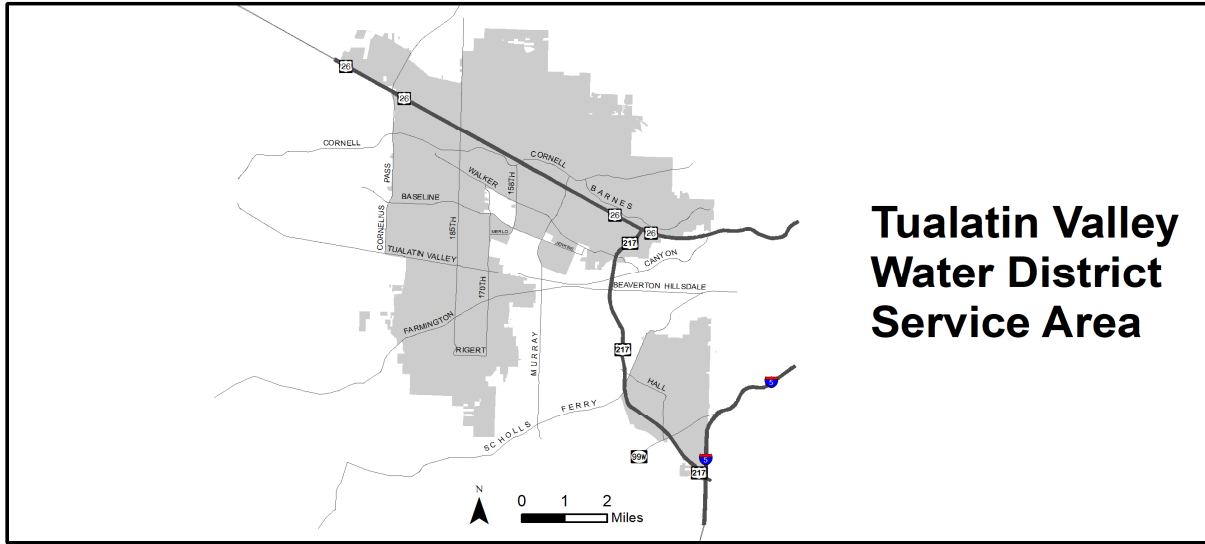 26
26
CORNELL
CORNELL
PASS
WALKER
158TH
BARNES
BASELINE
26
185TH
CORNELIUS
MERLO
26
217
JENKINS
TUALATIN VALLEY
CANYON
170TH
BEAVERTON HILLSDALE
FARMINGTON
MURRAY
RIGERT
217
HALL
5
FERRY
SCHOLLS
99W
5
217
N
0 1 2
Miles
Tualatin Valley
Water District
Service Area